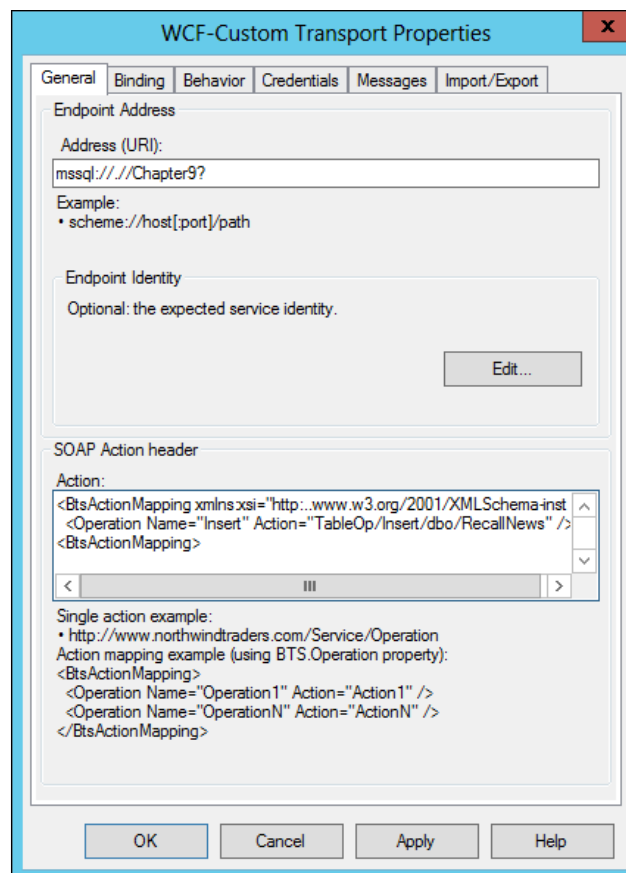 WCF-Custom Transport Properties
x
General Binding Behavior Credentials Messages Import/Export
Endpoint Address
Address (URI):
mssql://.//Chapter9?
Example:
• scheme://host[:port]/path
Endpoint Identity
Optional: the expected service identity.
Edit...
SOAP Action header
Action:
<BtsActionMapping xmlns:xsi="http:..www.w3.org/2001/XMLSchema-inst
<Operation Name="Insert" Action="TableOp/Insert/dbo/RecallNews" />
<BtsActionMapping>
Single action example:
• http://www.northwindtraders.com/Service/Operation
Action mapping example (using BTS.Operation property):
<BtsActionMapping>
<Operation Name="Operation1" Action="Action1" />
<Operation Name="OperationN" Action="ActionN" />
</BtsActionMapping>
OK Cancel Apply Help